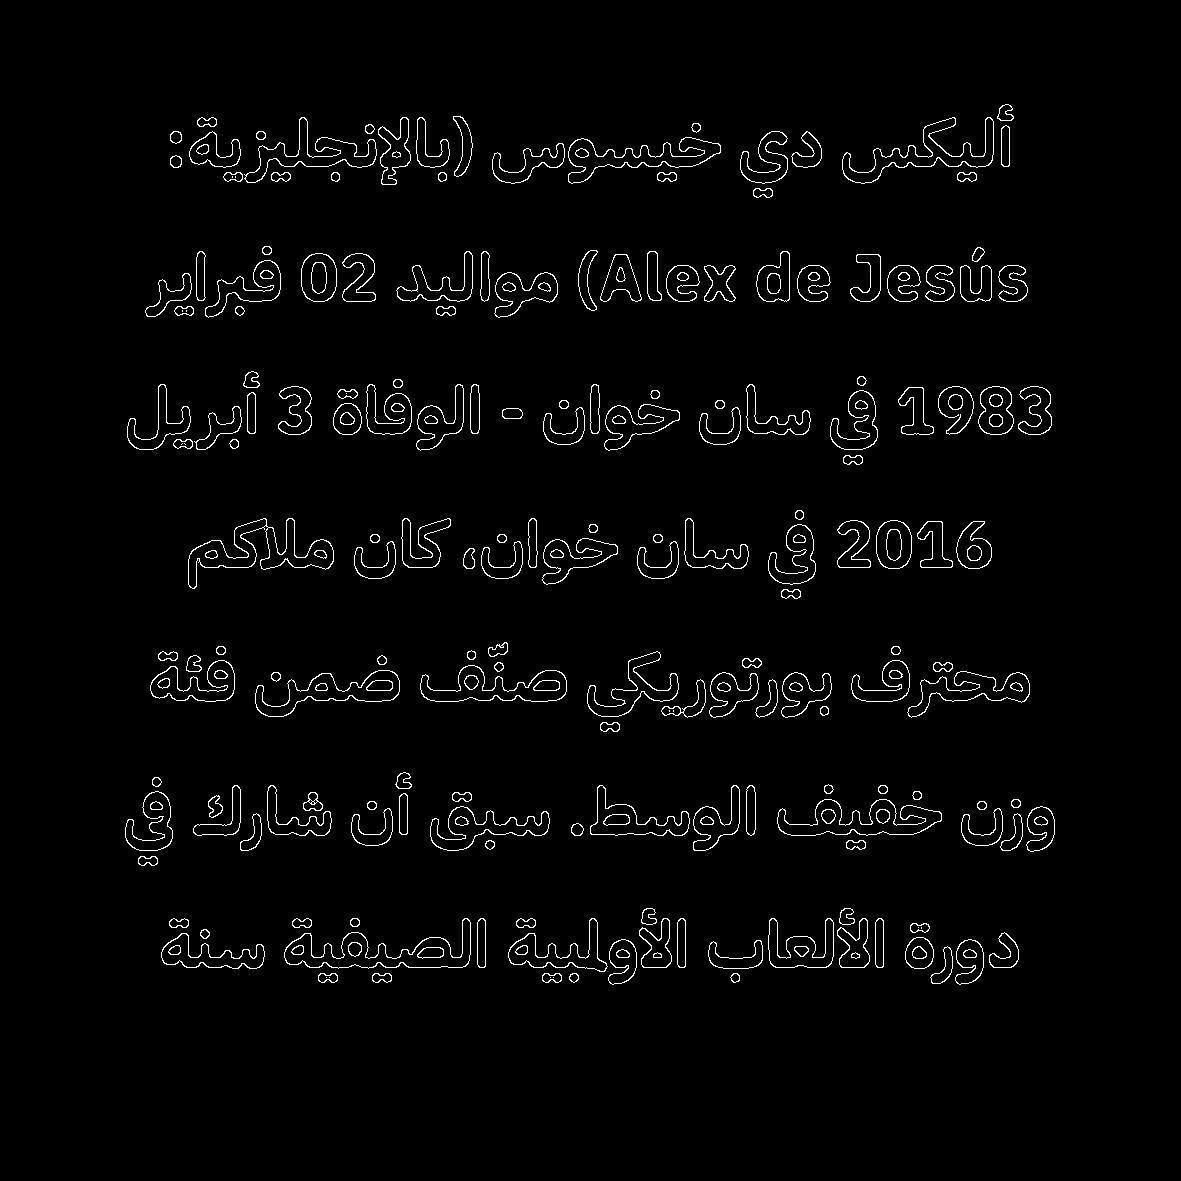 أليكس دي خيسوس (بالإنجليزية:
Alex de Jesús) مواليد 02 فبراير
1983 في سان خوان - الوفاة 3 أبريل
2016 في سان خوان، كان ملاكم
محترف بورتوريكي صنّف ضمن فئة
وزن خفيف الوسط. سبق أن شارك في
دورة الألعاب الأولمبية الصيفية سنة